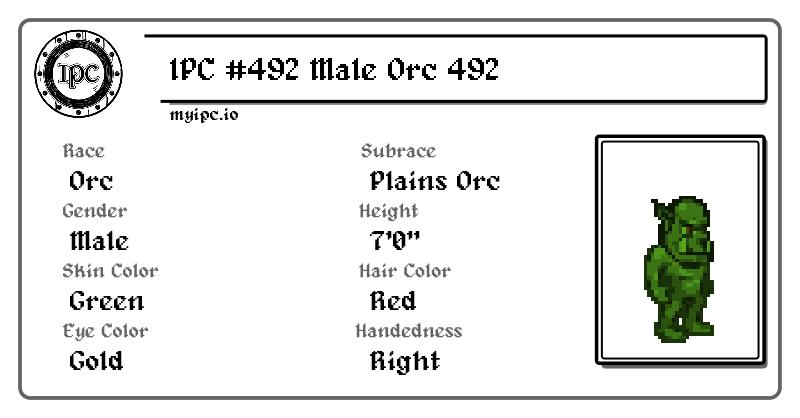 IPC
IPC #492 Male Orc 492
myipc.io
Race
Subrace
Orc
Plains Orc
Gender
Height
Male
7'0"
Skin Color
Hair Color
Green
Red
Eye Color
Handedness
Gold
Right